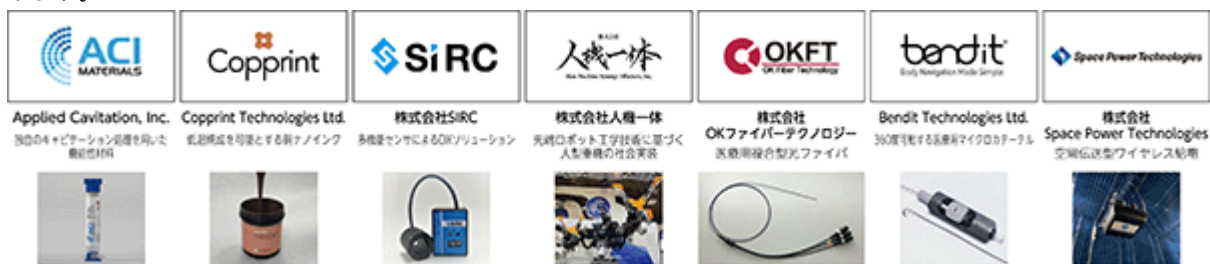 ACI
MATERIALS
Copprint
SIRC
人機一体
OKFT
OK Fiber Technology
bendit
Body Navigation Made Simple
Space Power Technologies
Applied Cavitation, Inc.
独自のキャビテーション処理を用いた
機能性材料
Copprint Technologies Ltd.
低温焼成を可能とする銅ナノインク
株式会社SIRC
多機能センサによるDXソリューション
株式会社人機一体
先端ロボット工学技術に基づく
人型重機の社会実装
株式会社
OKファイバーテクノロジー
医療用複合型光ファイバ
Bendit Technologies Ltd.
360度可動する医療用マイクロカテーテル
株式会社
Space Power Technologies
空間伝送型ワイヤレス給電